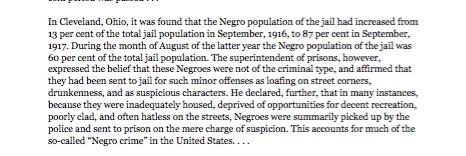 In Cleveland, Ohio, it was found that the Negro population of the jail had increased from
13 per cent of the total jail population in September, 1916, to 87 per cent in September,
1917. During the month of August of the latter year the Negro population of the jail was
60 per cent of the total jail population. The superintendent of prisons, however,
expressed the belief that these Negroes were not of the criminal type, and affirmed that
they had been sent to jail for such minor offenses as loafing on street corners,
drunkenness, and as suspicious characters. He declared, further, that in many instances,
because they were inadequately housed, deprived of opportunities for decent recreation,
poorly clad, and often hatless on the streets, Negroes were summarily picked up by the
police and sent to prison on the mere charge of suspicion. This accounts for much of the
so-called “Negro crime” in the United States. . . .